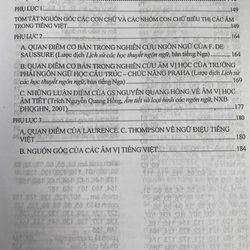 PHỤ LỤC 1
149
TÓM TẮT NGUỒN GỐC CÁC CON CHỮ VÀ CÁC NHÓM CON CHỮ BIỂU THỊ CÁC ÂM
TRONG TIẾNG VIỆT
149
PHỤ LỤC 2
164
A. QUAN ĐIỂM CƠ BẢN TRONG NGHIÊN CỨU NGÔN NGỮ CỦA F. DE
SAUSSURE (Lược dịch Lịch sử các học thuyết ngôn ngữ, bản tiếng Nga)
164
B. QUAN ĐIỂM CƠ BẢN TRONG NGHIÊN CỨU ÂM VỊ HỌC CỦA TRƯỜNG
PHÁI NGÔN NGỮ HỌC CẤU TRÚC – CHỨC NĂNG PRAHA (Lược dịch Lịch sử
các học thuyết ngôn ngữ, bản tiếng Nga)
169
C. NHỮNG LUẬN ĐIỂM CỦA GS NGUYỄN QUANG HỒNG VỀ ÂM VỊ HỌC
ÂM TIẾT (Trích Nguyễn Quang Hồng, Âm tiết và loại hình các ngôn ngữ, NXB
ĐHQGHN, 2001)
177
PHỤ LỤC 3
180
A. QUAN ĐIỂM CỦA LAURENCE. C. THOMPSON VỀ NGỮ ĐIỆU TIẾNG
VIỆT
180
B. NGUỒN GỐC CỦA CÁC ÂM VỊ TIẾNG VIỆT
184